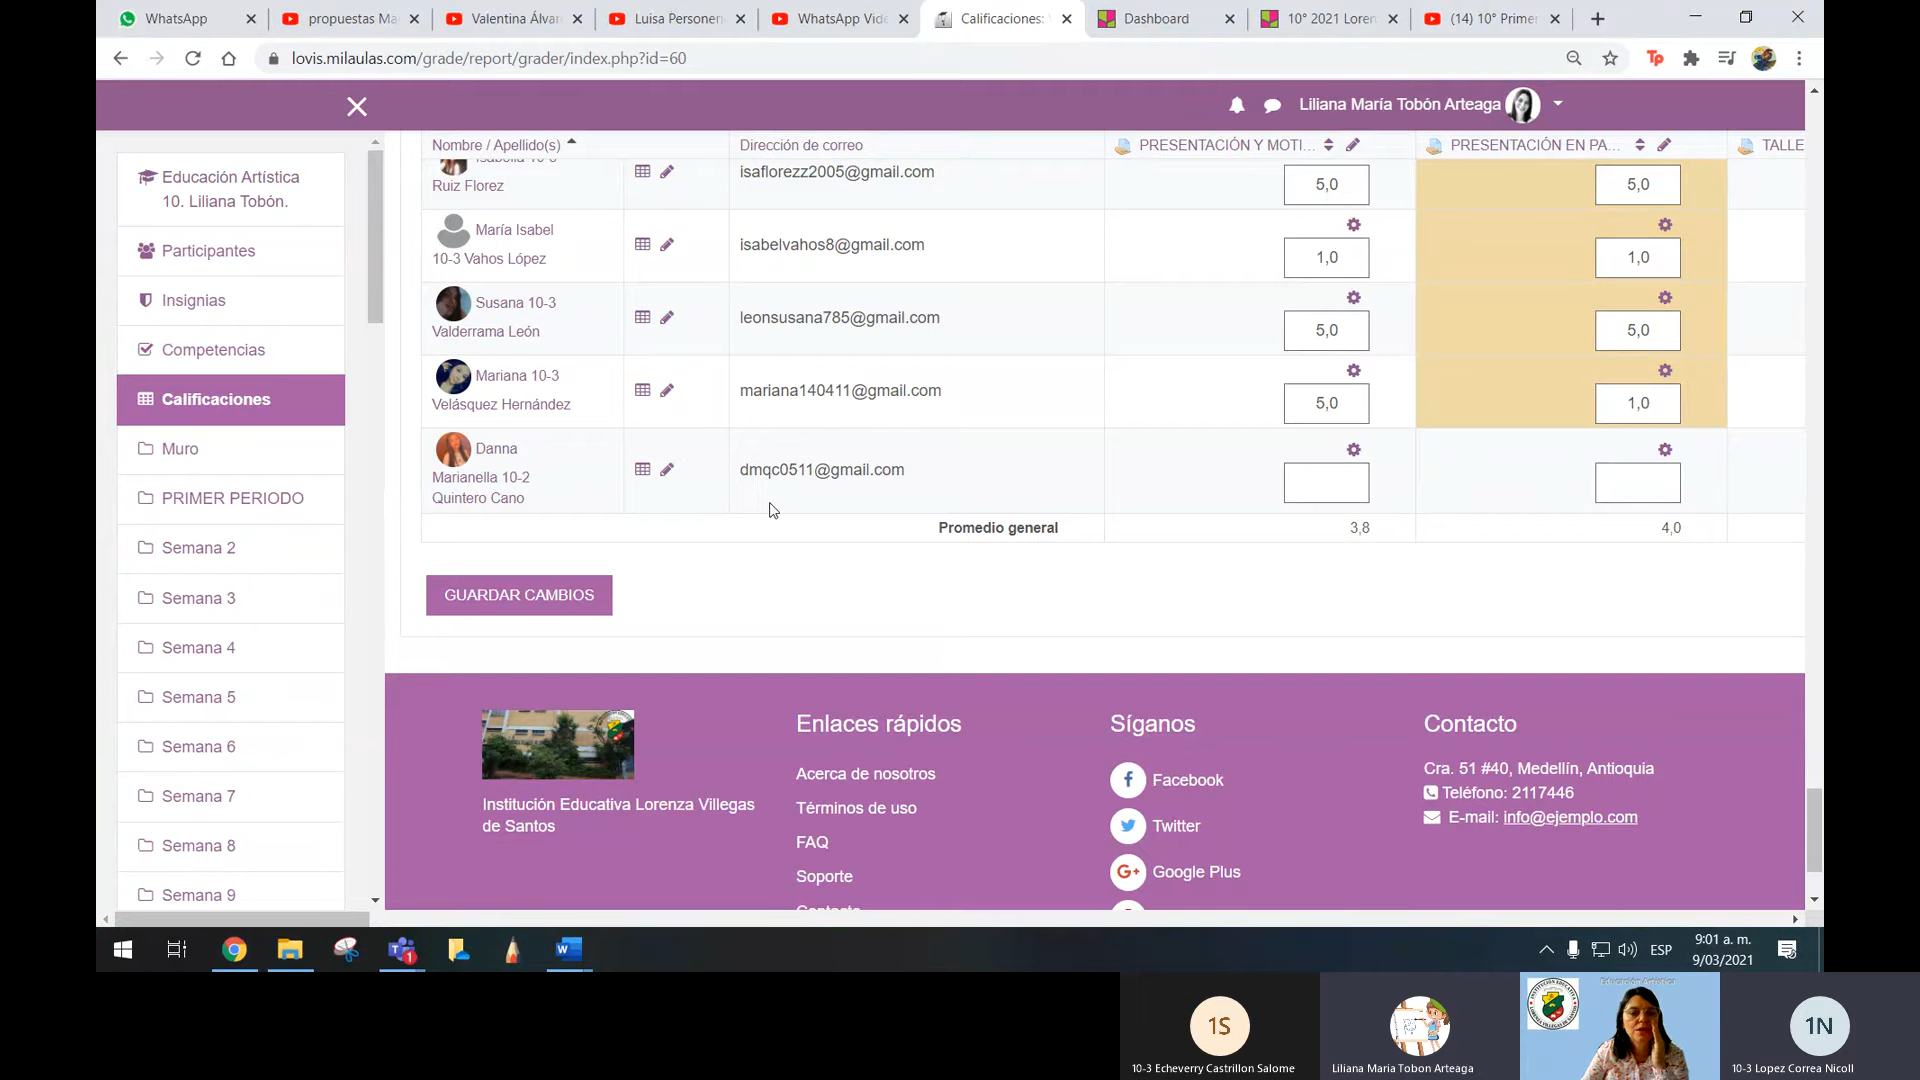 WhatsApp
propuestas Ma
Valentina Álvar
Luisa Personer
WhatsApp Vide
Calificaciones:
Dashboard
10° 2021 Loren
(14) 10° Primer
lovis.milaulas.com/grade/report/grader/index.php?id=60
Liliana María Tobón Arteaga
Nombre / Apellido(s)
Dirección de correo
PRESENTACIÓN Y MOTI...
PRESENTACIÓN EN PA...
TALLE
Educación Artística
10. Liliana Tobón.
Participantes
Insignias
Competencias
Calificaciones
Muro
PRIMER PERIODO
Semana 2
Semana 3
Semana 4
Semana 5
Semana 6
Semana 7
Semana 8
Semana 9
Isabella 10-3
Ruiz Florez
isaflorezz2005@gmail.com
5,0
5,0
María Isabel
10-3 Vahos López
isabelvahos8@gmail.com
1,0
1,0
Susana 10-3
Valderrama León
leonsusana785@gmail.com
5,0
5,0
Mariana 10-3
Velásquez Hernández
mariana140411@gmail.com
5,0
1,0
Danna
Marianella 10-2
Quintero Cano
dmqc0511@gmail.com
Promedio general
3,8
4,0
GUARDAR CAMBIOS
Institución Educativa Lorenza Villegas
de Santos
Enlaces rápidos
Acerca de nosotros
Términos de uso
FAQ
Soporte
Contacto
Síganos
Facebook
Twitter
Google Plus
Contacto
Cra. 51 #40, Medellín, Antioquia
Teléfono: 2117446
E-mail: info@ejemplo.com
ESP
9:01 a. m.
9/03/2021
1S
10-3 Echeverry Castrillon Salome
Liliana Maria Tobon Arteaga
Educación Artística
1N
10-3 Lopez Correa Nicoll